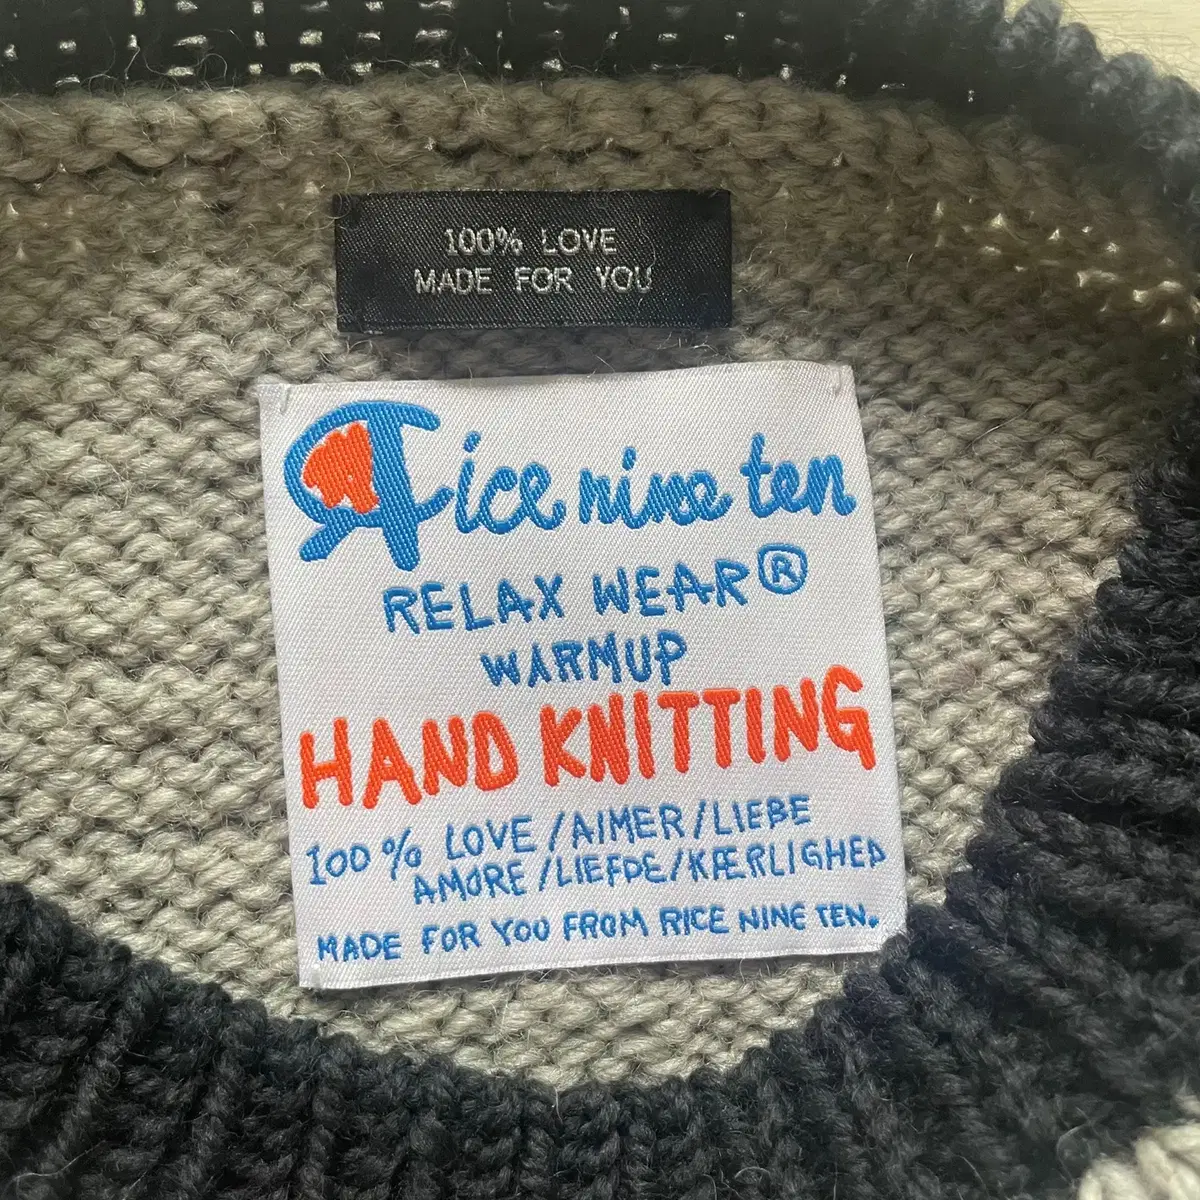 100% LOVE
MADE FOR YOU
Rice nine ten
RELAX WEAR®
WARMUP
HAND KNITTING
100% LOVE/AIMER/LIEBE
AMORE/LIEFDE/KÆRLIGHED
MADE FOR YOU FROM RICE NINE TEN.